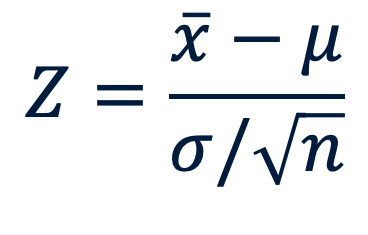 Z = (x̄ − μ) / (σ/√n)